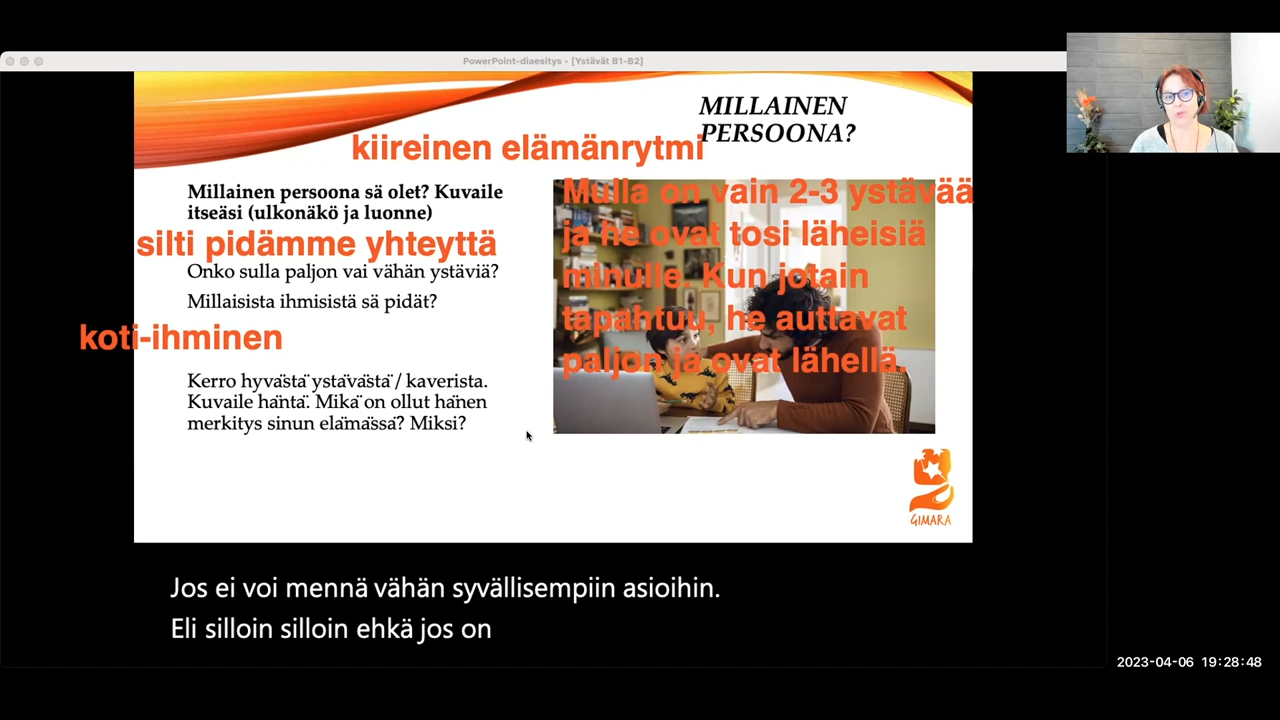 PowerPoint-diaesitys - [Ystävät B1-B2]
MILLAINEN
PERSOONA?
kiireinen elämänrytmi
Millainen persoona sä olet? Kuvaile
itseäsi (ulkonäkö ja luonne)
silti pidämme yhteyttä
Onko sulla paljon vai vähän ystäviä?
Millaisista ihmisistä sä pidät?
koti-ihminen
Kerro hyvästä ystävästä / kaverista.
Kuvaile häntä. Mikä on ollut hänen
merkitys sinun elämässä? Miksi?
Mulla on vain 2-3 ystävää
ja he ovat tosi läheisiä
minulle. Kun jotain
tapahtuu, he auttavat
paljon ja ovat lähellä.
GIMARA
Jos ei voi mennä vähän syvällisempiin asioihin.
Eli silloin silloin ehkä jos on
2023-04-06 19:28:48